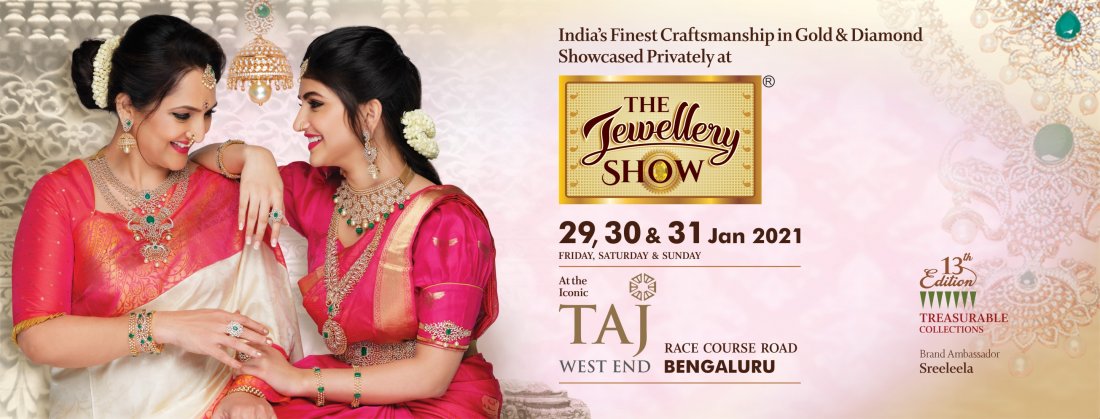 India's Finest Craftsmanship in Gold & Diamond
Showcased Privately at
THE
Jewellery
SHOW
®
29, 30 & 31 Jan 2021
FRIDAY, SATURDAY & SUNDAY
At the
Iconic
TAJ
WEST END
RACE COURSE ROAD
BENGALURU
13th
Edition
TREASURABLE
COLLECTIONS
Brand Ambassador
Sreeleela